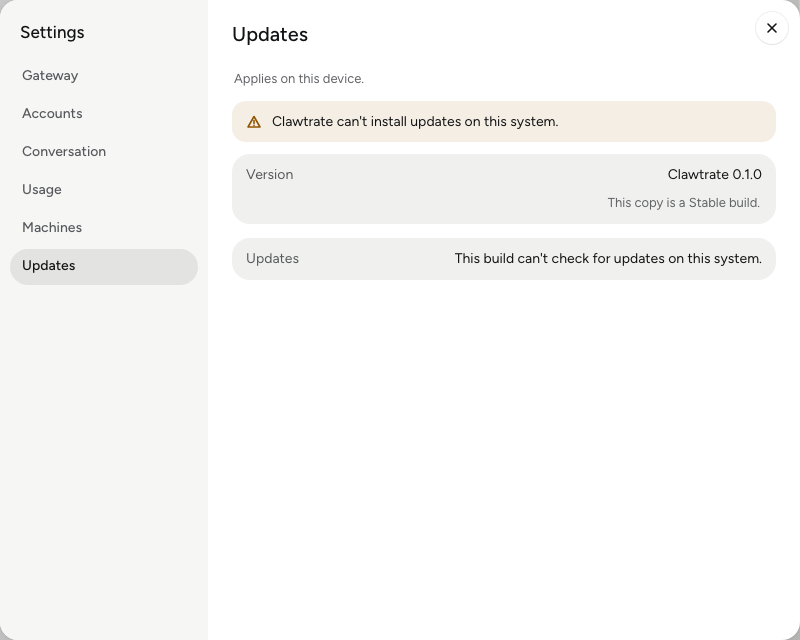 Settings
Gateway
Accounts
Conversation
Usage
Machines
Updates
Updates
Applies on this device.
Clawtrate can't install updates on this system.
Version
Clawtrate 0.1.0
This copy is a Stable build.
Updates
This build can't check for updates on this system.